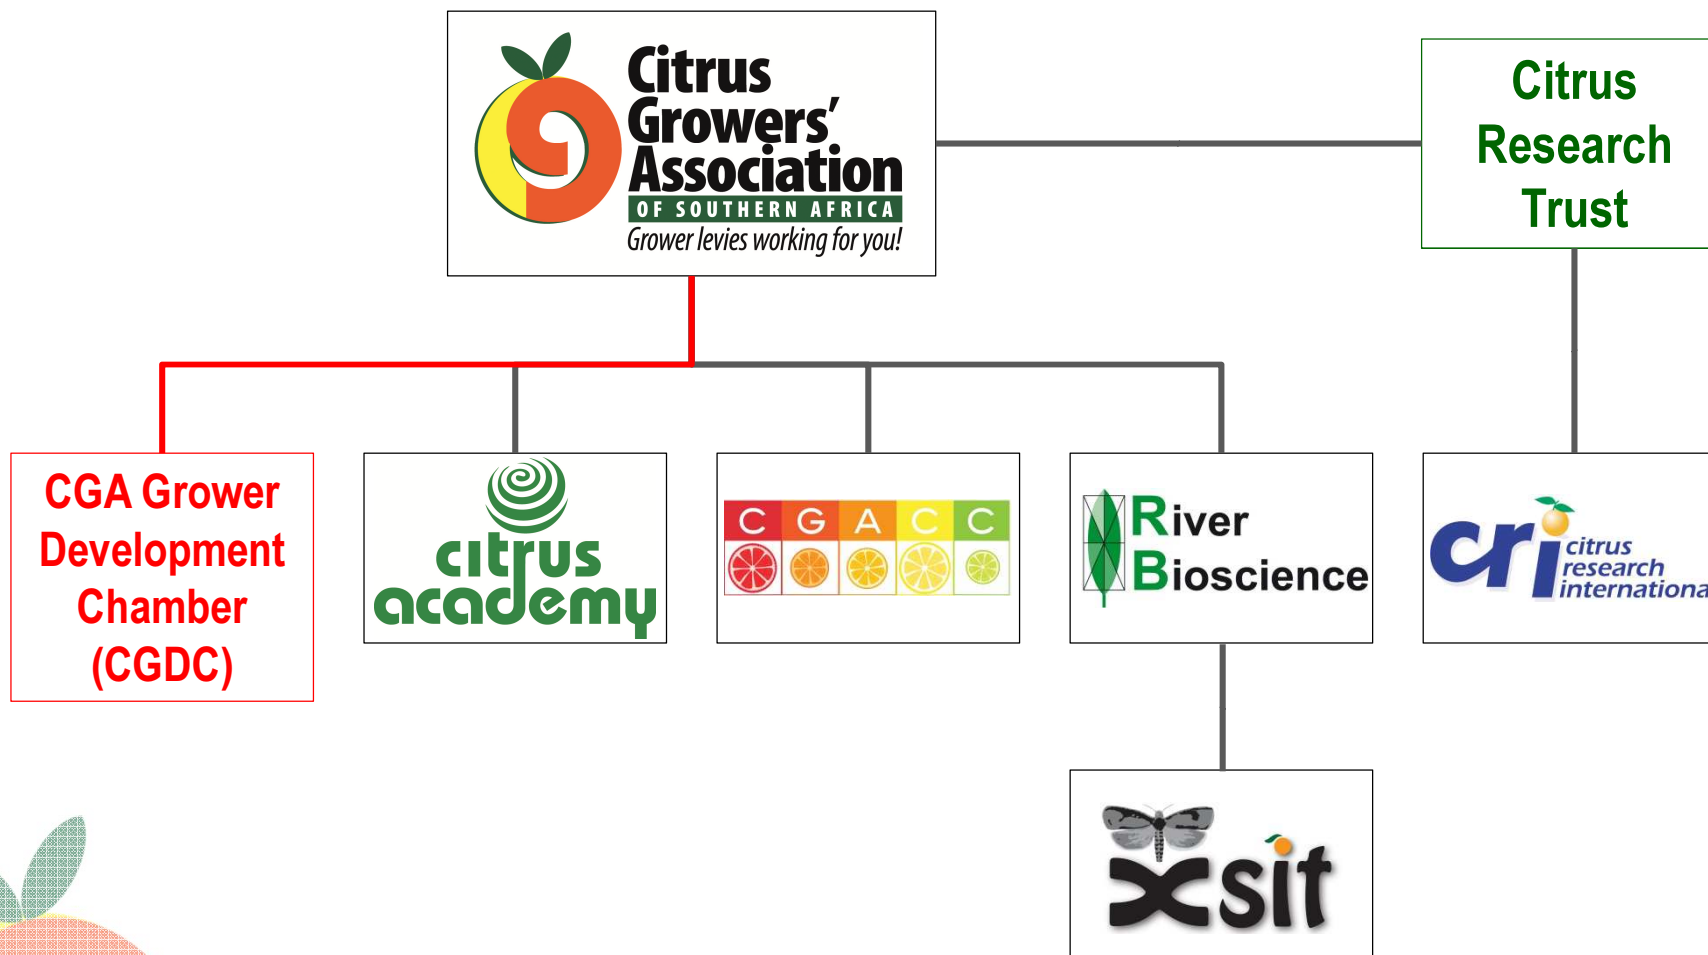 Citrus
Growers'
Association
OF SOUTHERN AFRICA
Grower levies working for you!
Citrus
Research
Trust
CGA Grower
Development
Chamber
(CGDC)
citrus
academy
C G A C C
River
Bioscience
cri
citrus
research
internationa
xsit